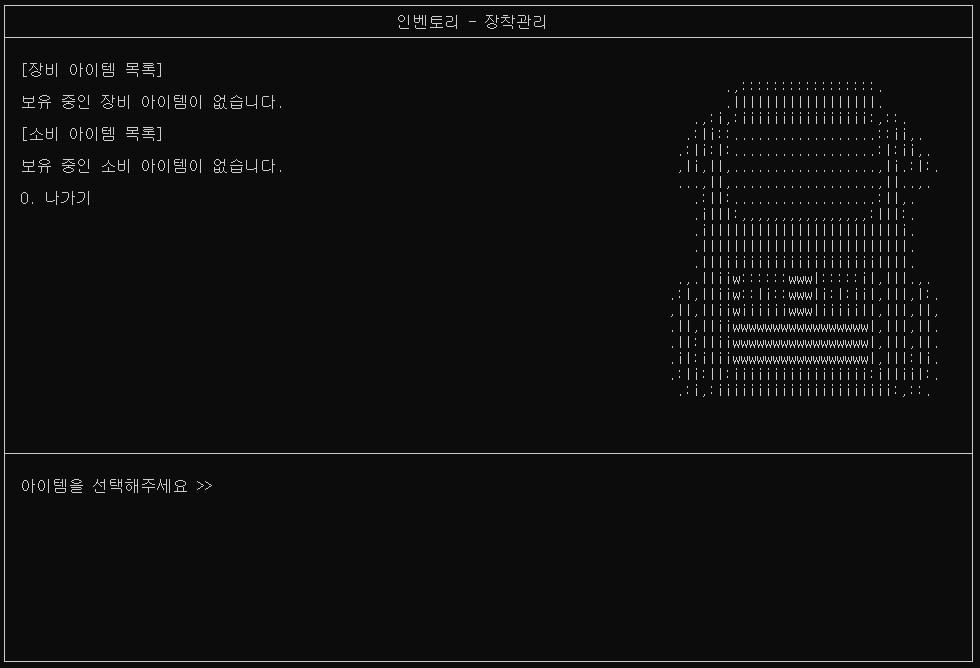 인벤토리 - 장착관리
[장비 아이템 목록]
보유 중인 장비 아이템이 없습니다.
[소비 아이템 목록]
보유 중인 소비 아이템이 없습니다.
0. 나가기
아이템을 선택해주세요 >>